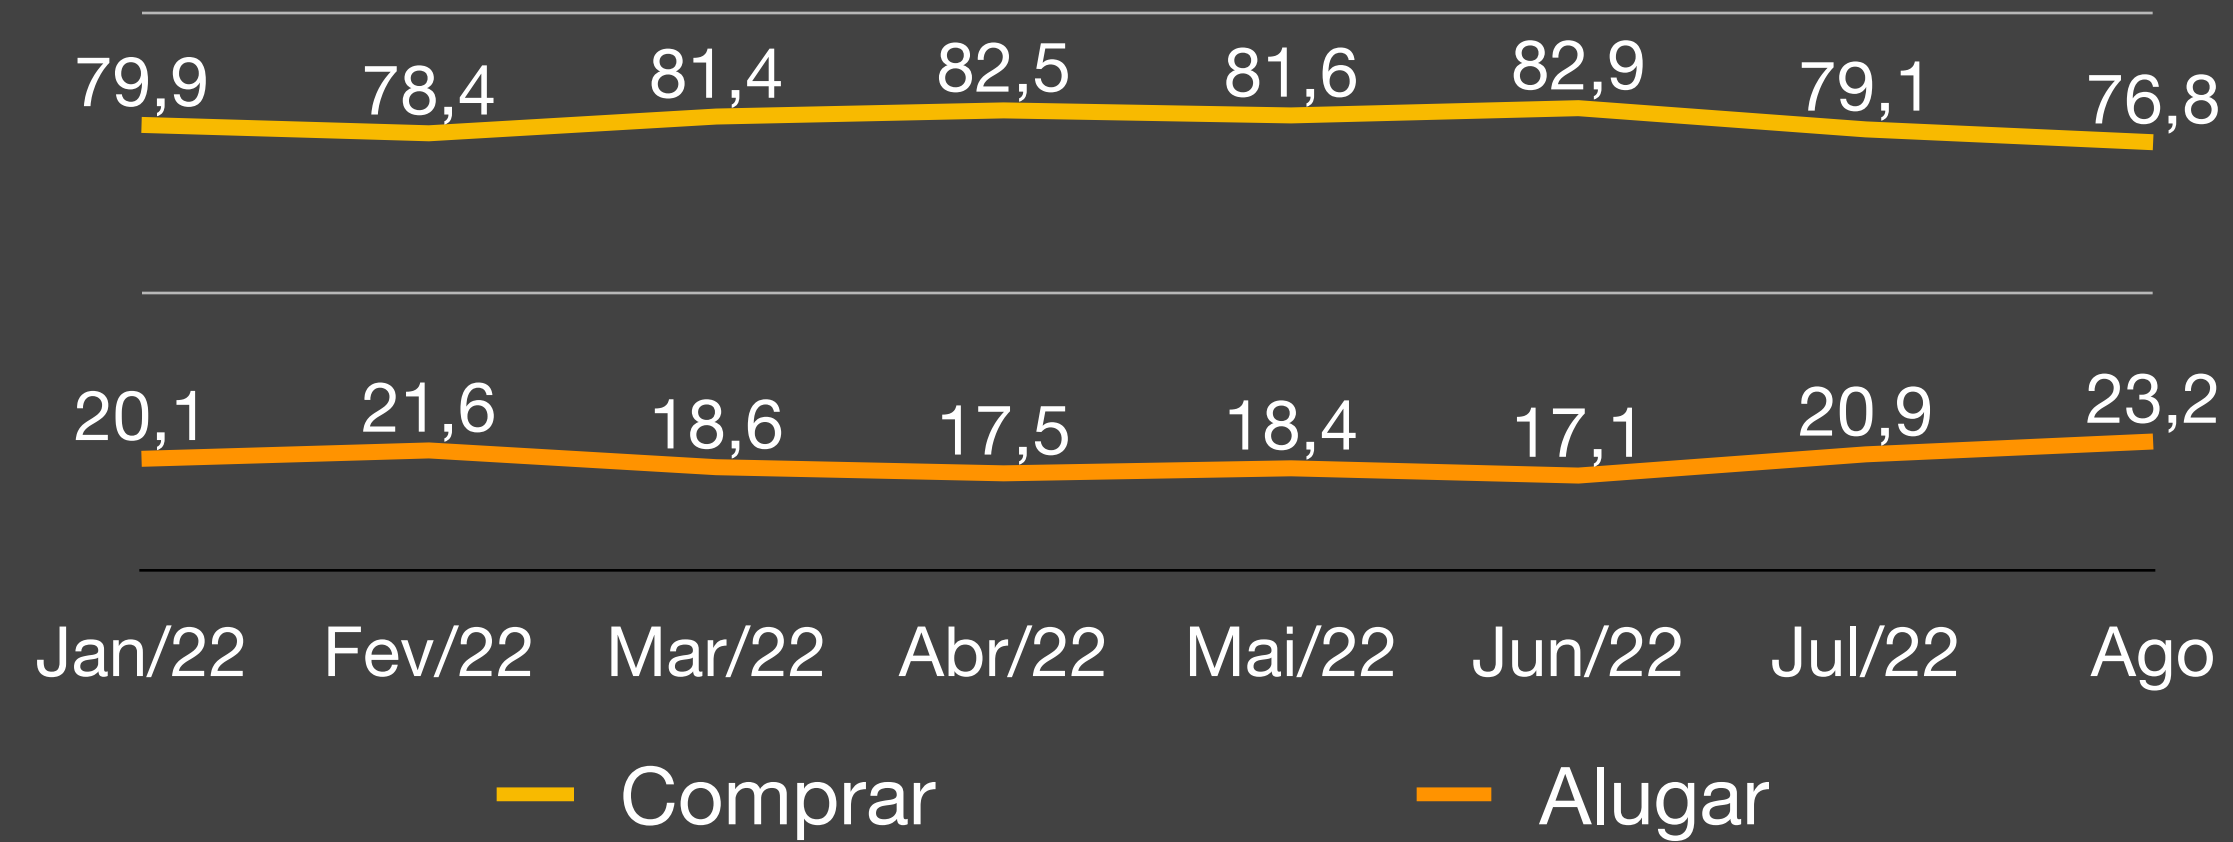 79,9 78,4 81,4 82,5 81,6 82,9 79,1 76,8
20,1 21,6 18,6 17,5 18,4 17,1 20,9 23,2
Jan/22 Fev/22 Mar/22 Abr/22 Mai/22 Jun/22 Jul/22 Ago
Comprar Alugar